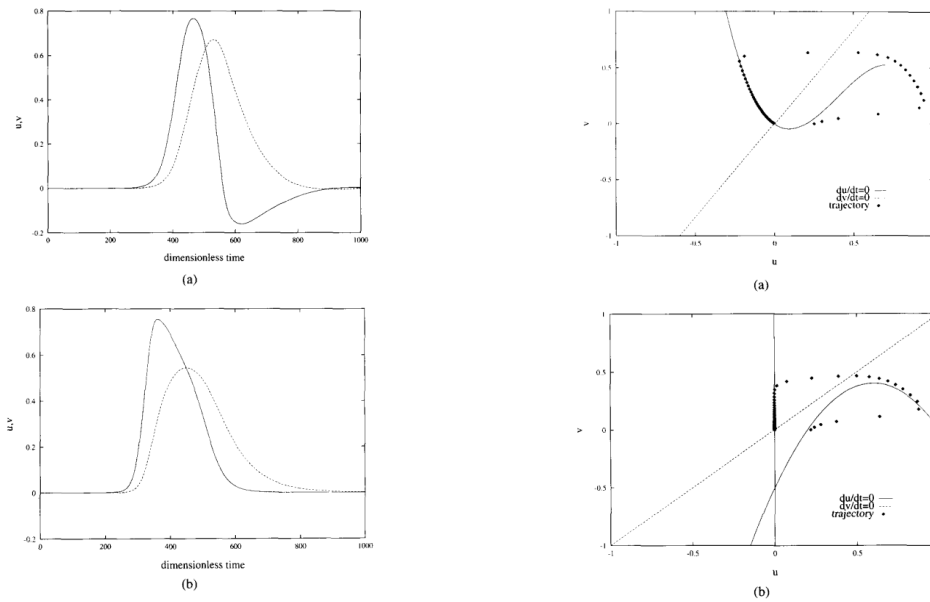 0.8
0.6
0.4
0.2
0
-0.2
u,v
0 200 400 600 800 1000
dimensionless time
(a)
1
0.5
0
-0.5
-1
v
du/dt=0
dv/dt=0
trajectory
-1 -0.5 0 0.5 1
u
(a)
0.8
0.6
0.4
0.2
0
-0.2
u,v
0 200 400 600 800 1000
dimensionless time
(b)
1
0.5
0
-0.5
-1
v
du/dt=0
dv/dt=0
trajectory
-1 -0.5 0 0.5 1
u
(b)